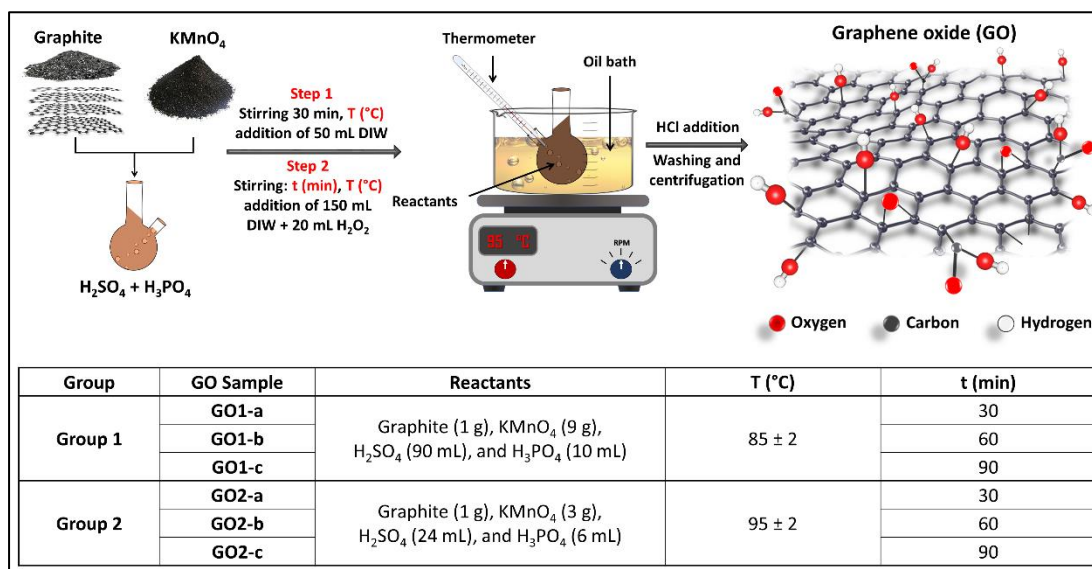 Graphite
KMnO₄
H₂SO₄ + H₃PO₄
Step 1
Stirring 30 min, T (°C)
addition of 50 mL DIW
Step 2
Stirring: t (min), T (°C)
addition of 150 mL
DIW + 20 mL H₂O₂
Thermometer
Oil bath
Reactants
95 °C
RPM
HCl addition
Washing and
centrifugation
Graphene oxide (GO)
Oxygen
Carbon
Hydrogen
Group GO Sample Reactants T (°C) t (min)
Group 1
GO1-a
GO1-b
GO1-c
Graphite (1 g), KMnO₄ (9 g),
H₂SO₄ (90 mL), and H₃PO₄ (10 mL)
85 ± 2
30
60
90
Group 2
GO2-a
GO2-b
GO2-c
Graphite (1 g), KMnO₄ (3 g),
H₂SO₄ (24 mL), and H₃PO₄ (6 mL)
95 ± 2
30
60
90